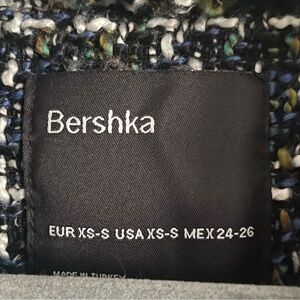 Bershka
EUR XS-S USA XS-S MEX 24-26
MADE IN TURKEY